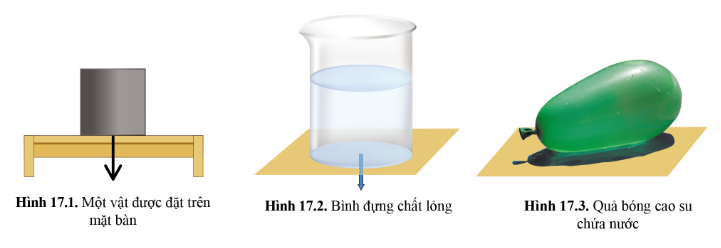 Hình 17.1. Một vật được đặt trên
mặt bàn
Hình 17.2. Bình đựng chất lỏng
Hình 17.3. Quả bóng cao su
chứa nước